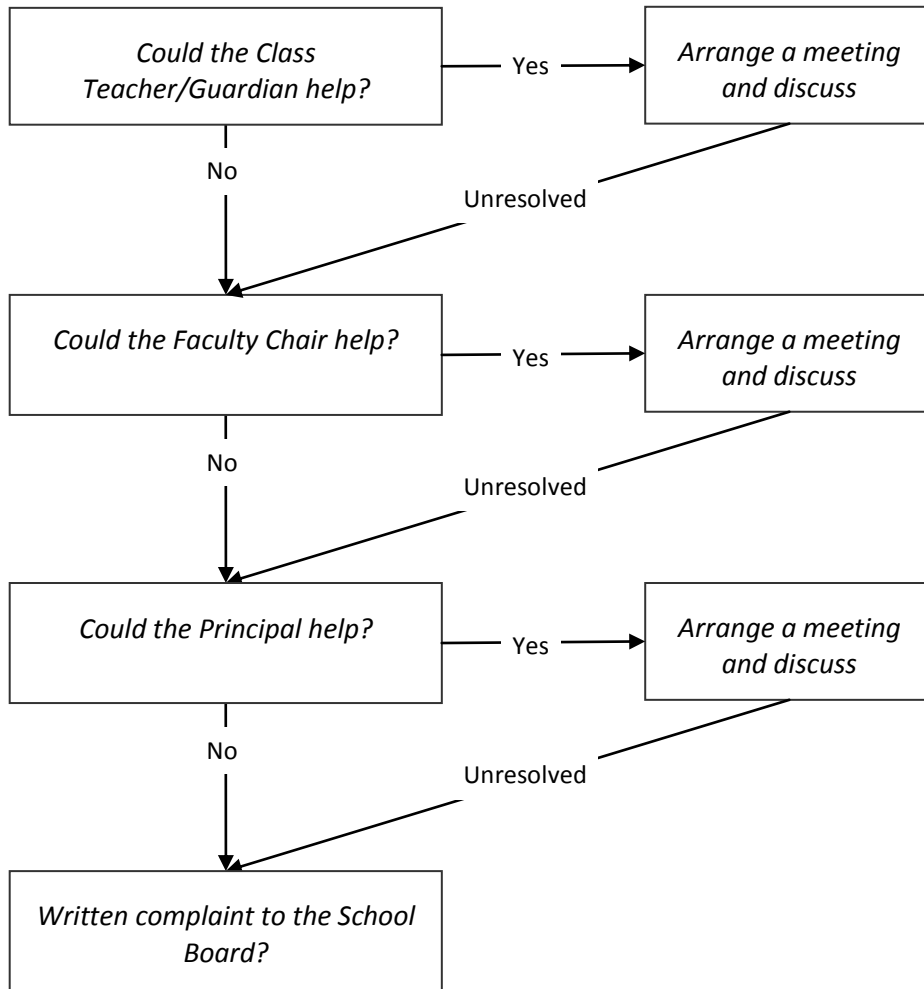 Could the Class
Teacher/Guardian help?
Yes
Arrange a meeting
and discuss
No
Unresolved
Could the Faculty Chair help?
Yes
Arrange a meeting
and discuss
No
Unresolved
Could the Principal help?
Yes
Arrange a meeting
and discuss
No
Unresolved
Written complaint to the School
Board?